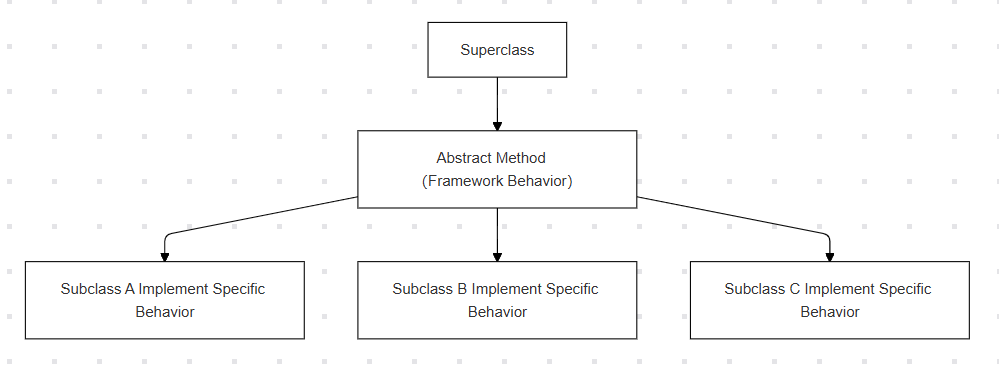 Superclass
Abstract Method
(Framework Behavior)
Subclass A Implement Specific
Behavior
Subclass B Implement Specific
Behavior
Subclass C Implement Specific
Behavior